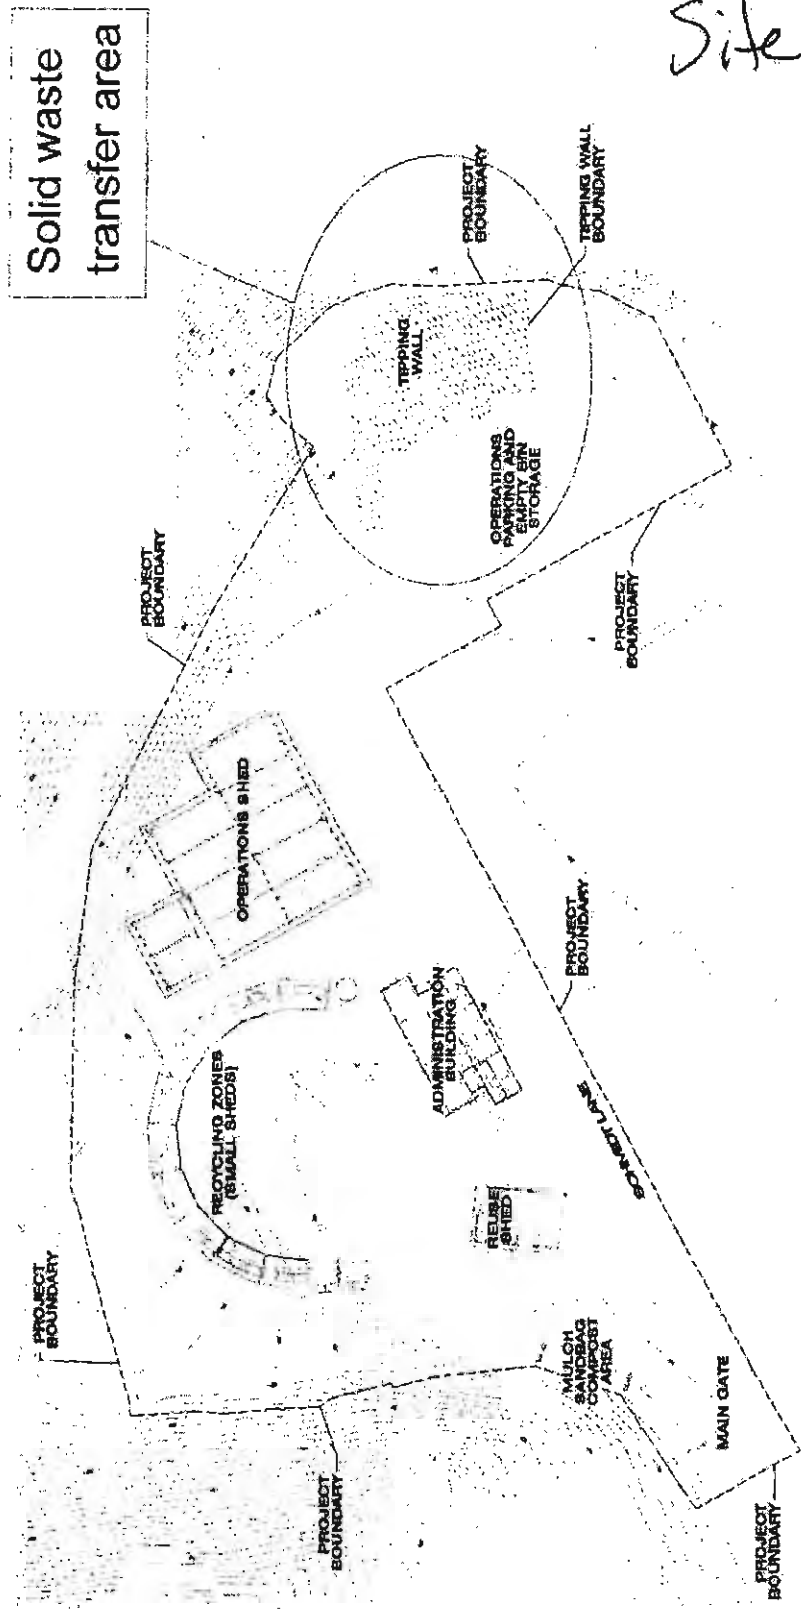 Site
Solid waste
transfer area
PROJECT
BOUNDARY
TIPPING WALL
BOUNDARY
TIPPING
WALL
OPERATIONS
PARKING AND
EMPTY BIN
STORAGE
PROJECT
BOUNDARY
PROJECT
BOUNDARY
OPERATIONS SHED
PROJECT
BOUNDARY
ADMINISTRATION
BUILDING
RECYCLING ZONES
(SMALL SHEDS)
SCHMIDT LANE
REUSE
SHED
PROJECT
BOUNDARY
MULCH
SANDBAG
COMPOST
AREA
MAIN GATE
PROJECT
BOUNDARY
PROJECT
BOUNDARY